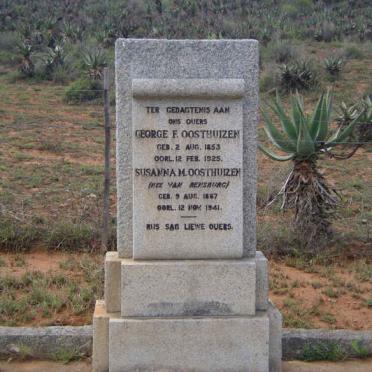 TER GEDAGTENIS AAN
ONS OUERS
GEORGE F. OOSTHUIZEN
GEB. 2 AUG. 1853
OORL. 12 FEB. 1925.
SUSANNA M. OOSTHUIZEN
(NEE VAN RENSBURG)
GEB. 9 AUG. 1867
OORL. 12 NOV. 1941.
RUS SAG LIEWE OUERS.